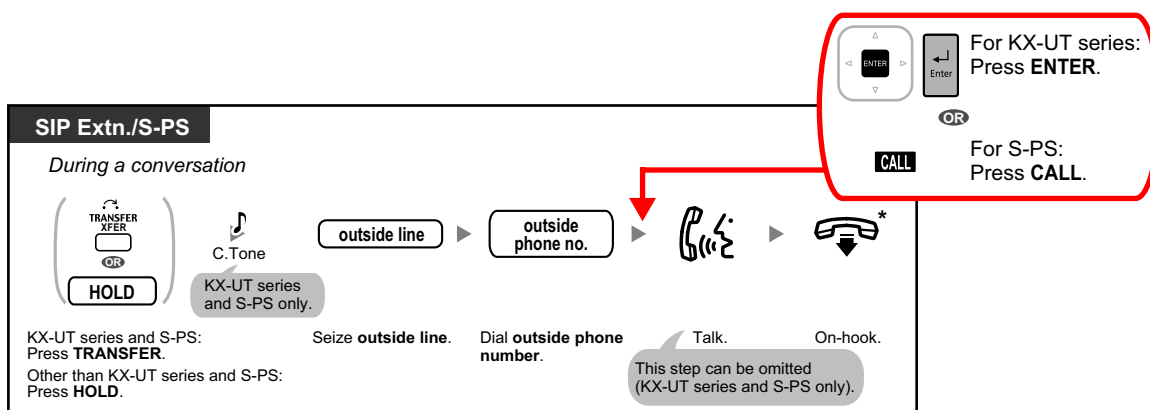 For KX-UT series:
Press ENTER.
ENTER
Enter
OR
For S-PS:
Press CALL.
CALL
SIP Extn./S-PS
During a conversation
TRANSFER
XFER
OR
HOLD
C.Tone
KX-UT series
and S-PS only.
outside line
outside
phone no.
*
KX-UT series and S-PS:
Press TRANSFER.
Other than KX-UT series and S-PS:
Press HOLD.
Seize outside line.
Dial outside phone
number.
Talk.
This step can be omitted
(KX-UT series and S-PS only).
On-hook.